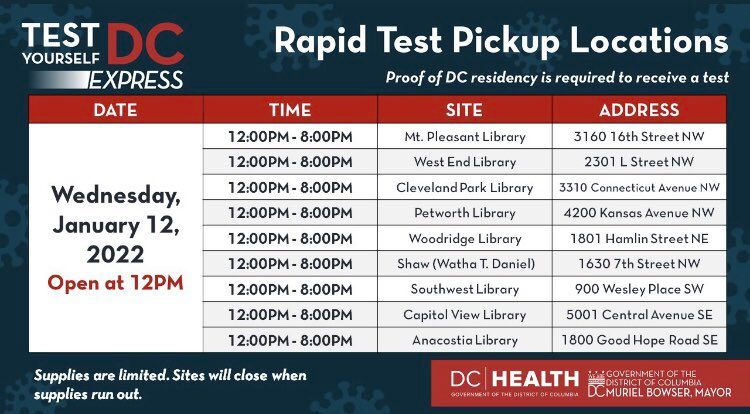 TEST DC
YOURSELF
EXPRESS
Rapid Test Pickup Locations
Proof of DC residency is required to receive a test
DATE TIME SITE ADDRESS
Wednesday,
January 12,
2022
Open at 12PM
12:00PM - 8:00PM Mt. Pleasant Library 3160 16th Street NW
12:00PM - 8:00PM West End Library 2301 L Street NW
12:00PM - 8:00PM Cleveland Park Library 3310 Connecticut Avenue NW
12:00PM - 8:00PM Petworth Library 4200 Kansas Avenue NW
12:00PM - 8:00PM Woodridge Library 1801 Hamlin Street NE
12:00PM - 8:00PM Shaw (Watha T. Daniel) 1630 7th Street NW
12:00PM - 8:00PM Southwest Library 900 Wesley Place SW
12:00PM - 8:00PM Capitol View Library 5001 Central Avenue SE
12:00PM - 8:00PM Anacostia Library 1800 Good Hope Road SE
Supplies are limited. Sites will close when
supplies run out.
DC HEALTH
GOVERNMENT OF THE DISTRICT OF COLUMBIA
GOVERNMENT OF THE
DISTRICT OF COLUMBIA
DC MURIEL BOWSER, MAYOR